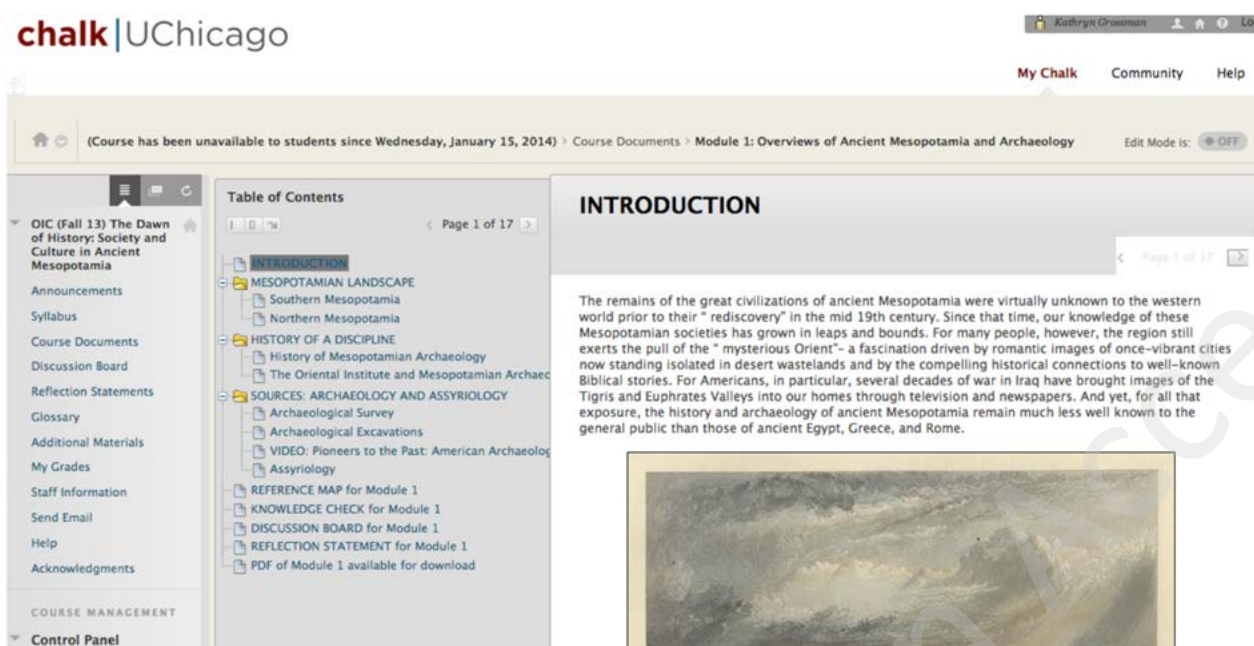 chalk|UChicago
Kathryn Grossman
My Chalk Community Help
(Course has been unavailable to students since Wednesday, January 15, 2014) > Course Documents > Module 1: Overviews of Ancient Mesopotamia and Archaeology
Edit Mode is: OFF
OIC (Fall 13) The Dawn
of History: Society and
Culture in Ancient
Mesopotamia
Announcements
Syllabus
Course Documents
Discussion Board
Reflection Statements
Glossary
Additional Materials
My Grades
Staff Information
Send Email
Help
Acknowledgments
COURSE MANAGEMENT
Control Panel
Table of Contents
< Page 1 of 17 >
INTRODUCTION
MESOPOTAMIAN LANDSCAPE
Southern Mesopotamia
Northern Mesopotamia
HISTORY OF A DISCIPLINE
History of Mesopotamian Archaeology
The Oriental Institute and Mesopotamian Archaec
SOURCES: ARCHAEOLOGY AND ASSYRIOLOGY
Archaeological Survey
Archaeological Excavations
VIDEO: Pioneers to the Past: American Archaeolog
Assyriology
REFERENCE MAP for Module 1
KNOWLEDGE CHECK for Module 1
DISCUSSION BOARD for Module 1
REFLECTION STATEMENT for Module 1
PDF of Module 1 available for download
INTRODUCTION
< Page 1 of 17 >
The remains of the great civilizations of ancient Mesopotamia were virtually unknown to the western
world prior to their " rediscovery" in the mid 19th century. Since that time, our knowledge of these
Mesopotamian societies has grown in leaps and bounds. For many people, however, the region still
exerts the pull of the " mysterious Orient"- a fascination driven by romantic images of once-vibrant cities
now standing isolated in desert wastelands and by the compelling historical connections to well-known
Biblical stories. For Americans, in particular, several decades of war in Iraq have brought images of the
Tigris and Euphrates Valleys into our homes through television and newspapers. And yet, for all that
exposure, the history and archaeology of ancient Mesopotamia remain much less well known to the
general public than those of ancient Egypt, Greece, and Rome.